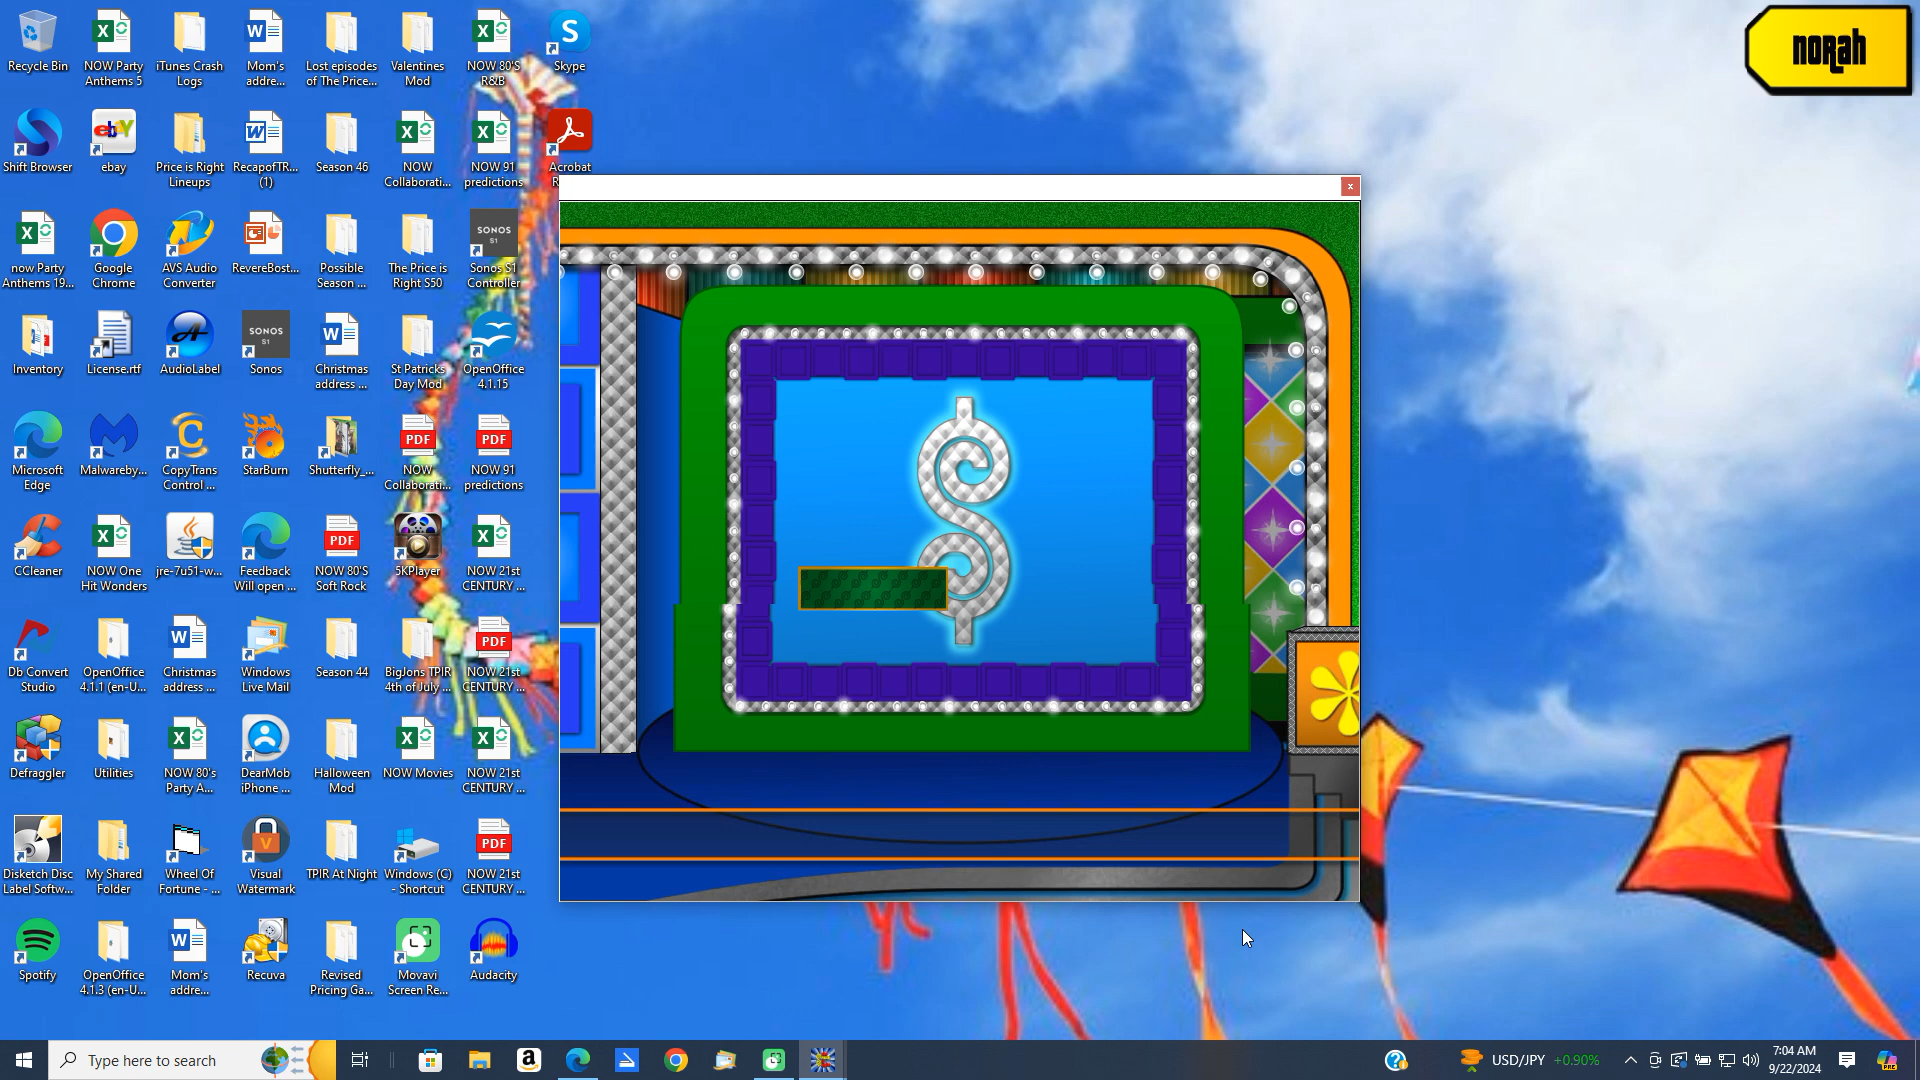 Recycle Bin
NOW Party
Anthems 5
iTunes Crash
Logs
Mom's
addre...
Lost episodes
of The Price...
Valentines
Mod
NOW 80'S
R&B
Skype
Shift Browser
ebay
Price is Right
Lineups
RecapofTR...
(1)
Season 46
NOW
Collaborati...
NOW 91
predictions
Acrobat
now Party
Anthems 19...
Google
Chrome
AVS Audio
Converter
RevereBost...
Possible
Season ...
The Price is
Right S50
SONOS
S1
Sonos S1
Controller
Inventory
License.rtf
AudioLabel
SONOS
S1
Sonos
Christmas
address ...
St Patricks
Day Mod
OpenOffice
4.1.15
Microsoft
Edge
Malwareby...
CopyTrans
Control ...
StarBurn
Shutterfly_...
PDF
NOW
Collaborati...
PDF
NOW 91
predictions
CCleaner
NOW One
Hit Wonders
jre-7u51-w...
Feedback
Will open ...
PDF
NOW 80'S
Soft Rock
5KPlayer
NOW 21st
CENTURY ...
Db Convert
Studio
OpenOffice
4.1.1 (en-U...
Christmas
address ...
Windows
Live Mail
Season 44
BigJons TPIR
4th of July ...
PDF
NOW 21st
CENTURY ...
Defraggler
Utilities
NOW 80's
Party A...
DearMob
iPhone ...
Halloween
Mod
NOW Movies
NOW 21st
CENTURY ...
Disketch Disc
Label Softw...
My Shared
Folder
Wheel Of
Fortune - ...
Visual
Watermark
TPIR At Night
Windows (C)
- Shortcut
PDF
NOW 21st
CENTURY ...
Spotify
OpenOffice
4.1.3 (en-U...
Mom's
addre...
Recuva
Revised
Pricing Ga...
Movavi
Screen Re...
Audacity
NORAH
Type here to search
USD/JPY +0.90%
7:04 AM
9/22/2024